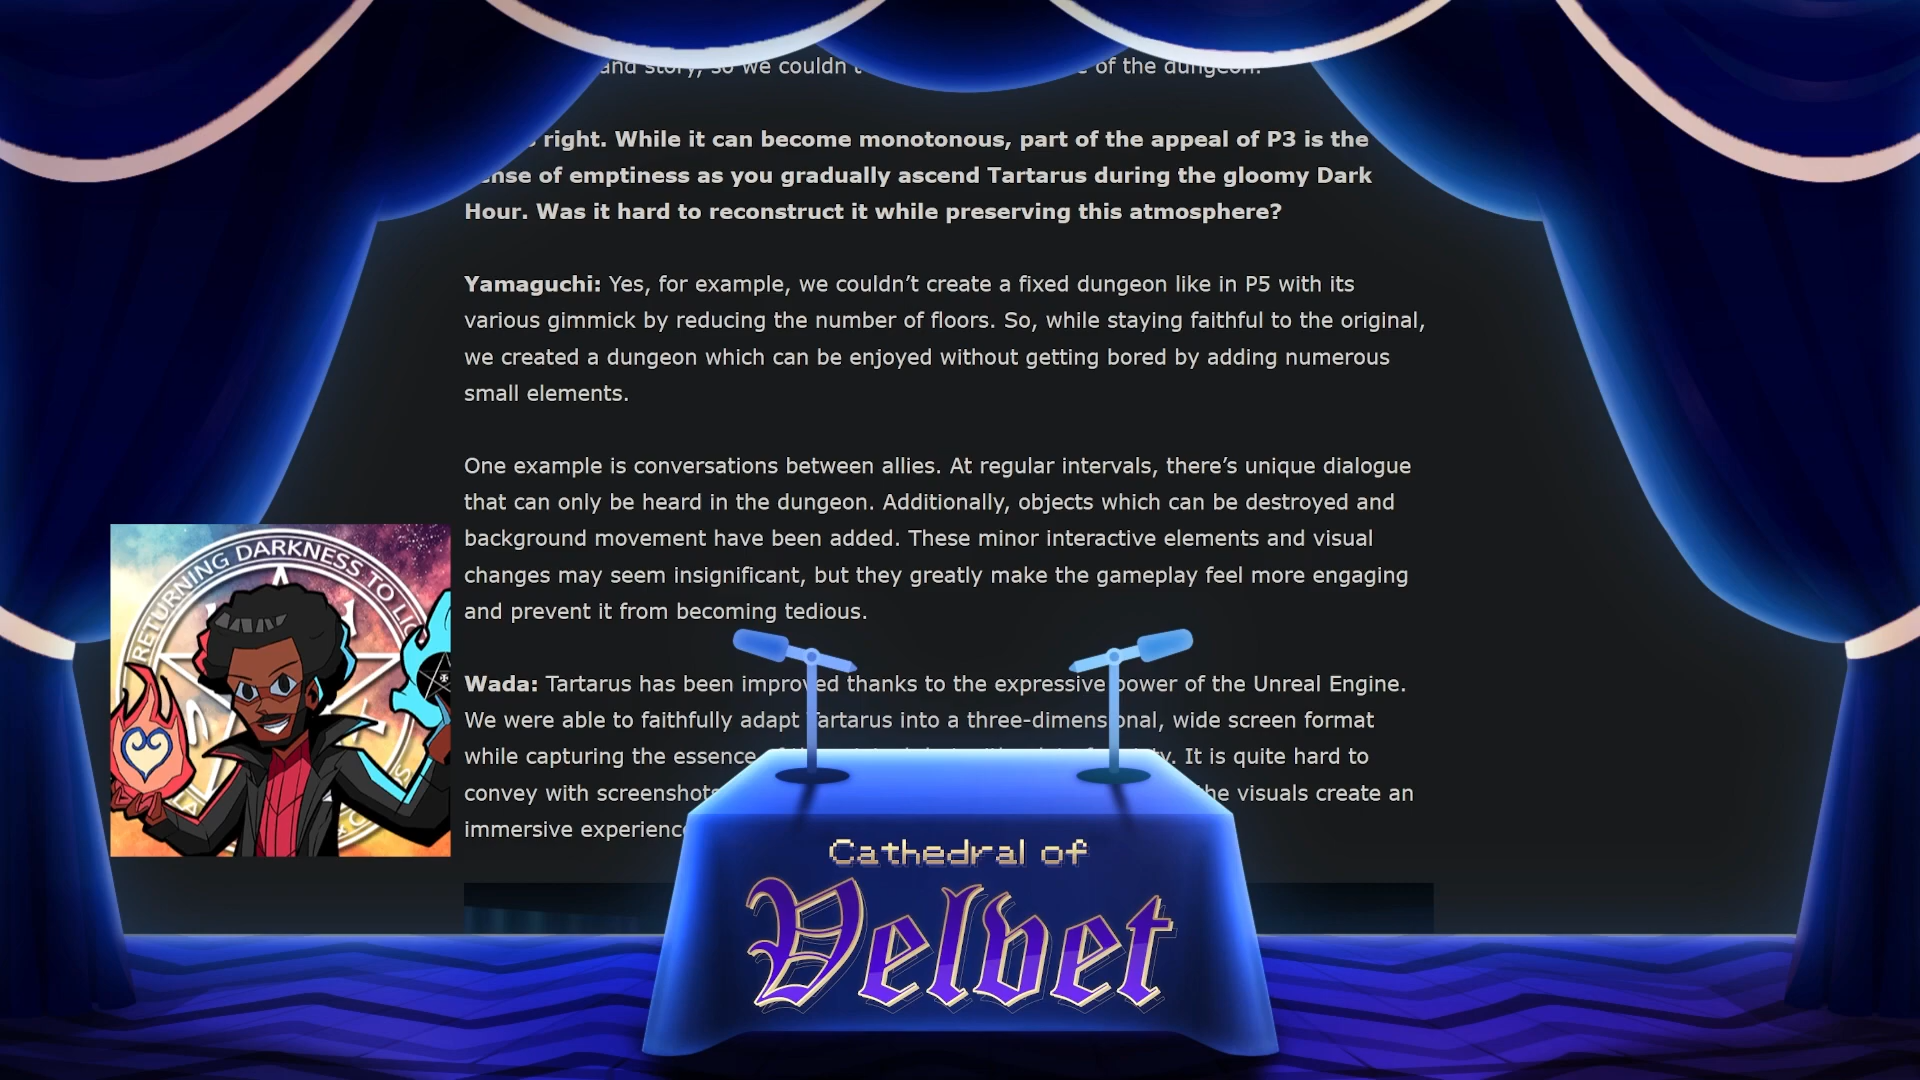 and story, so we couldn't
of the dungeon.
right. While it can become monotonous, part of the appeal of P3 is the
sense of emptiness as you gradually ascend Tartarus during the gloomy Dark
Hour. Was it hard to reconstruct it while preserving this atmosphere?
Yamaguchi: Yes, for example, we couldn’t create a fixed dungeon like in P5 with its
various gimmick by reducing the number of floors. So, while staying faithful to the original,
we created a dungeon which can be enjoyed without getting bored by adding numerous
small elements.
One example is conversations between allies. At regular intervals, there’s unique dialogue
that can only be heard in the dungeon. Additionally, objects which can be destroyed and
background movement have been added. These minor interactive elements and visual
changes may seem insignificant, but they greatly make the gameplay feel more engaging
and prevent it from becoming tedious.
RETURNING DARKNESS TO
Wada: Tartarus has been improved thanks to the expressive power of the Unreal Engine.
We were able to faithfully adapt Tartarus into a three-dimensional, wide screen format
while capturing the essence It is quite hard to
convey with screenshots the visuals create an
immersive experience
Cathedral of
Velvet